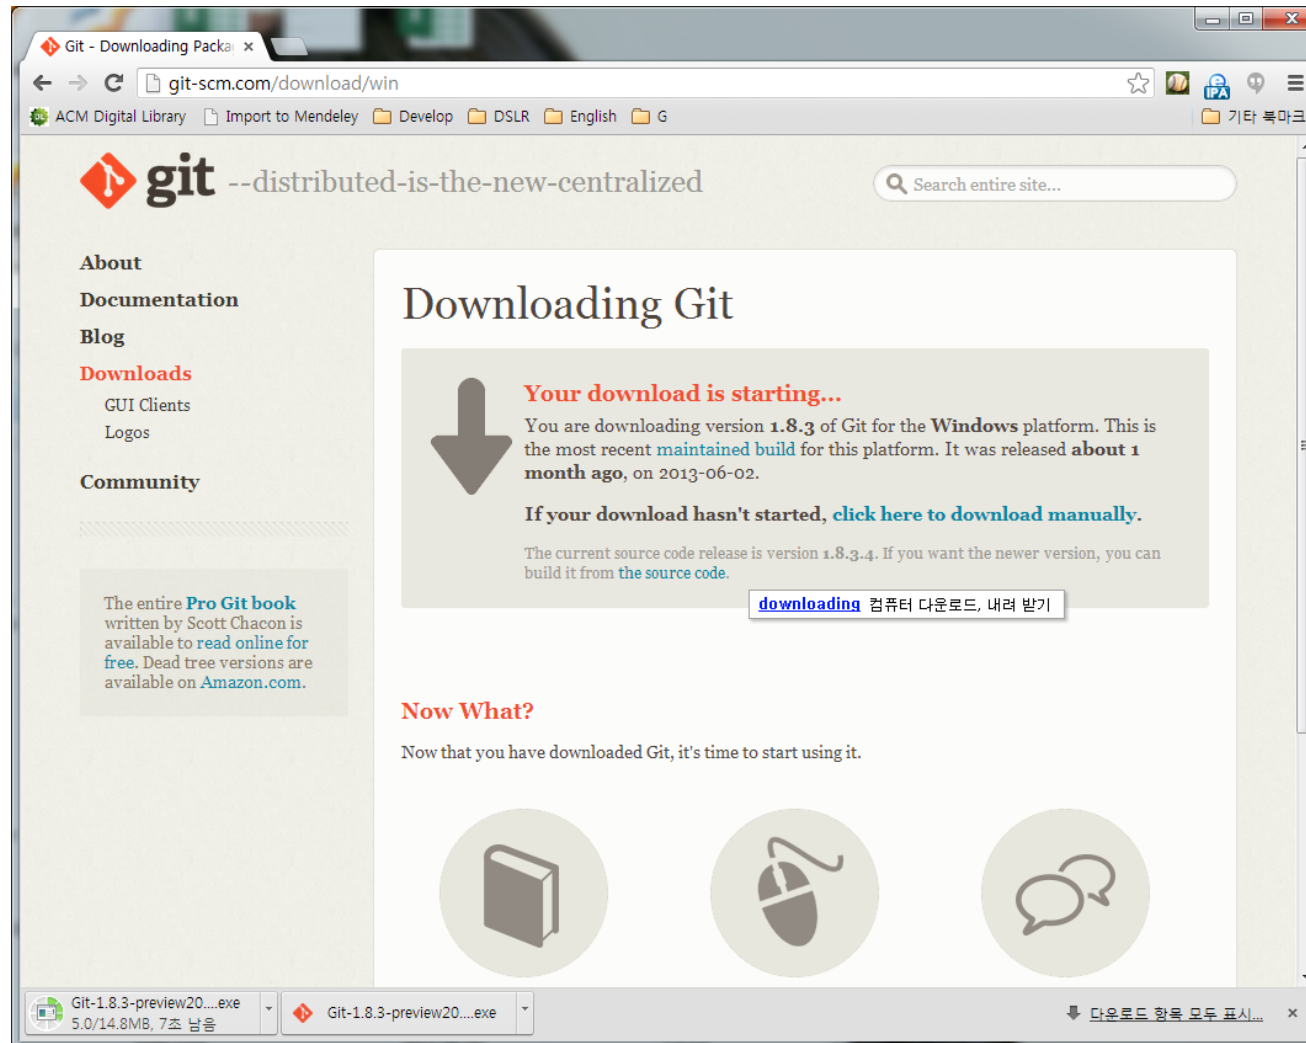 Git - Downloading Packa
git-scm.com/download/win
IPA
ACM Digital Library Import to Mendeley Develop DSLR English G 기타 북마크
git --distributed-is-the-new-centralized
Search entire site...
About
Documentation
Blog
Downloads
GUI Clients
Logos
Community
The entire Pro Git book
written by Scott Chacon is
available to read online for
free. Dead tree versions are
available on Amazon.com.
Downloading Git
Your download is starting...
You are downloading version 1.8.3 of Git for the Windows platform. This is
the most recent maintained build for this platform. It was released about 1
month ago, on 2013-06-02.
If your download hasn't started, click here to download manually.
The current source code release is version 1.8.3.4. If you want the newer version, you can
build it from the source code.
downloading 컴퓨터 다운로드, 내려 받기
Now What?
Now that you have downloaded Git, it's time to start using it.
Git-1.8.3-preview20....exe
5.0/14.8MB, 7초 남음
Git-1.8.3-preview20....exe
다운로드 항목 모두 표시...